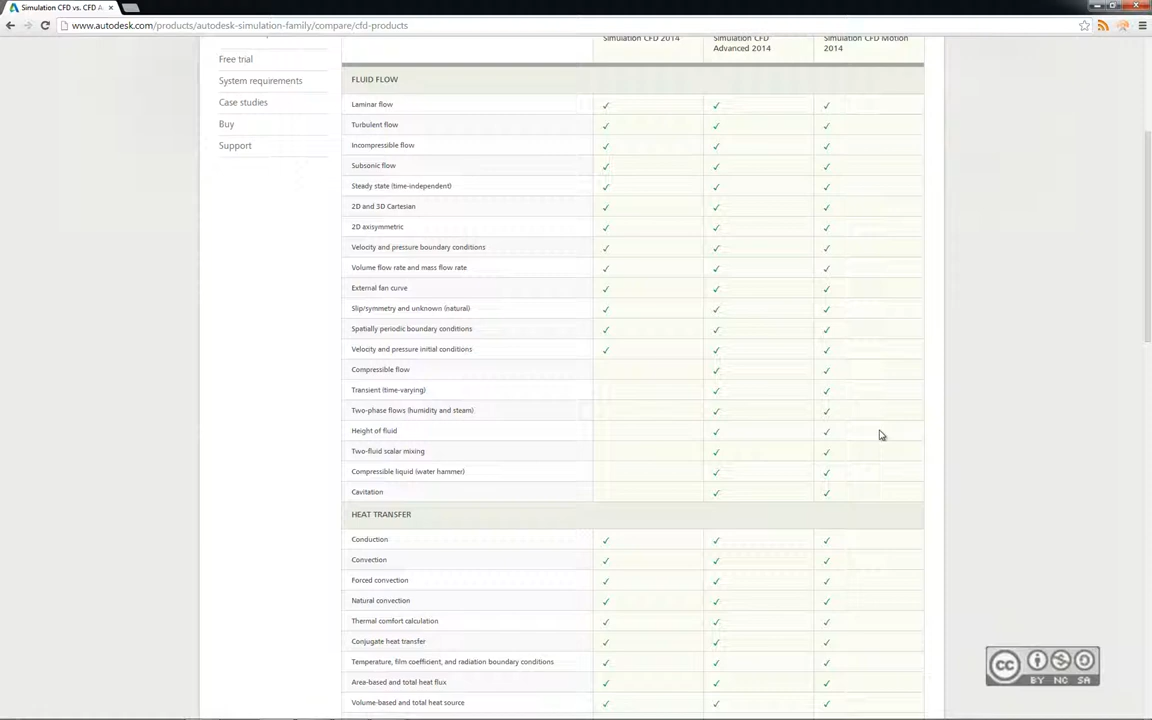 Simulation CFD vs. CFD A
www.autodesk.com/products/autodesk-simulation-family/compare/cfd-products
Simulation CFD 2014
Simulation CFD
Advanced 2014
Simulation CFD Motion
2014
Free trial
System requirements
Case studies
Buy
Support
FLUID FLOW
Laminar flow ✓ ✓ ✓
Turbulent flow ✓ ✓ ✓
Incompressible flow ✓ ✓ ✓
Subsonic flow ✓ ✓ ✓
Steady state (time-independent) ✓ ✓ ✓
2D and 3D Cartesian ✓ ✓ ✓
2D axisymmetric ✓ ✓ ✓
Velocity and pressure boundary conditions ✓ ✓ ✓
Volume flow rate and mass flow rate ✓ ✓ ✓
External fan curve ✓ ✓ ✓
Slip/symmetry and unknown (natural) ✓ ✓ ✓
Spatially periodic boundary conditions ✓ ✓ ✓
Velocity and pressure initial conditions ✓ ✓ ✓
Compressible flow ✓ ✓
Transient (time-varying) ✓ ✓
Two-phase flows (humidity and steam) ✓ ✓
Height of fluid ✓ ✓
Two-fluid scalar mixing ✓ ✓
Compressible liquid (water hammer) ✓ ✓
Cavitation ✓ ✓
HEAT TRANSFER
Conduction ✓ ✓ ✓
Convection ✓ ✓ ✓
Forced convection ✓ ✓ ✓
Natural convection ✓ ✓ ✓
Thermal comfort calculation ✓ ✓ ✓
Conjugate heat transfer ✓ ✓ ✓
Temperature, film coefficient, and radiation boundary conditions ✓ ✓ ✓
Area-based and total heat flux ✓ ✓ ✓
Volume-based and total heat source ✓ ✓ ✓
cc
BY NC SA